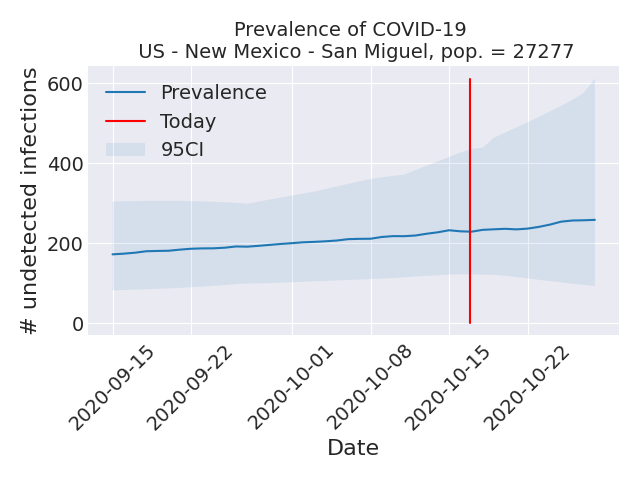 Prevalence of COVID-19
US - New Mexico - San Miguel, pop. = 27277
# undetected infections
600
400
200
0
Prevalence
Today
95CI
2020-09-15
2020-09-22
2020-10-01
2020-10-08
2020-10-15
2020-10-22
Date